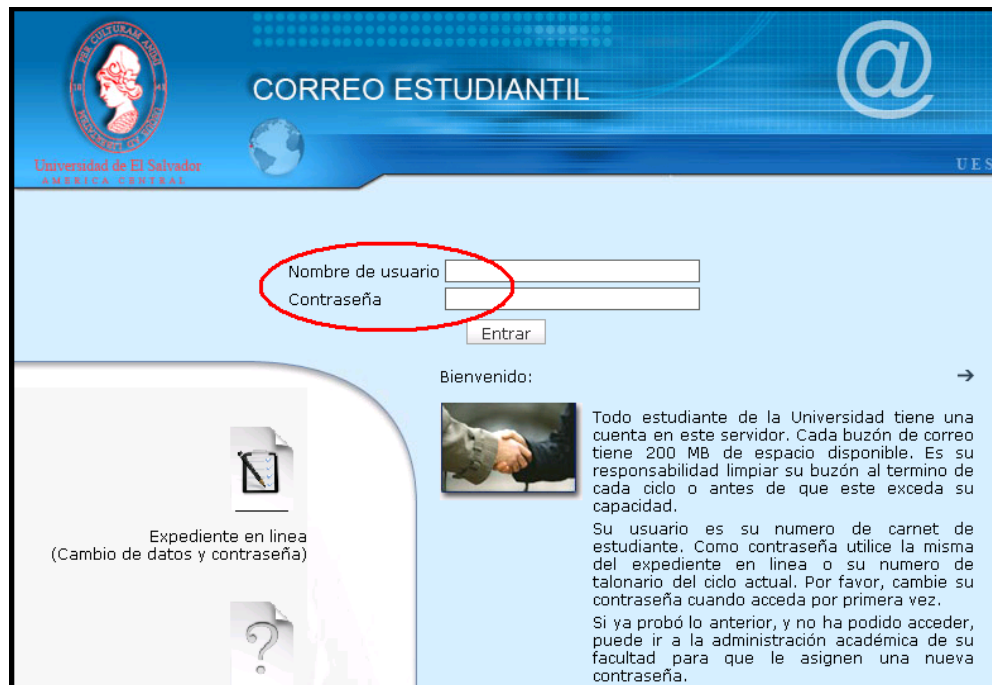 PER CULTURAM
CORREO ESTUDIANTIL
@
Universidad de El Salvador
AMERICA CENTRAL
UES
Nombre de usuario
Contraseña
Entrar
Bienvenido:
Todo estudiante de la Universidad tiene una
cuenta en este servidor. Cada buzón de correo
tiene 200 MB de espacio disponible. Es su
responsabilidad limpiar su buzón al termino de
cada ciclo o antes de que este exceda su
capacidad.
Su usuario es su numero de carnet de
estudiante. Como contraseña utilice la misma
del expediente en linea o su numero de
talonario del ciclo actual. Por favor, cambie su
contraseña cuando acceda por primera vez.
Si ya probó lo anterior, y no ha podido acceder,
puede ir a la administración académica de su
facultad para que le asignen una nueva
contraseña.
Expediente en linea
(Cambio de datos y contraseña)
?